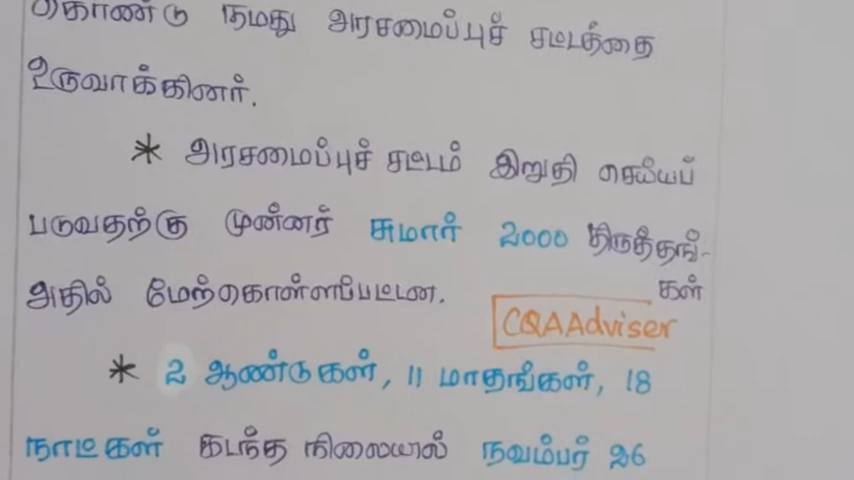 கொண்டு நமது அரசமைப்புச் சட்டத்தை
உருவாக்கினர்.
* அரசமைப்புச் சட்டம் இறுதி செய்யப்
படுவதற்கு முன்னர் சுமார் 2000 திருத்தங்-
கள்
அதில் மேற்கொள்ளப்பட்டன.
CQAAdviser
* 2 ஆண்டுகள், 11 மாதங்கள், 18
நாட்கள் கடந்த நிலையில் நவம்பர் 26